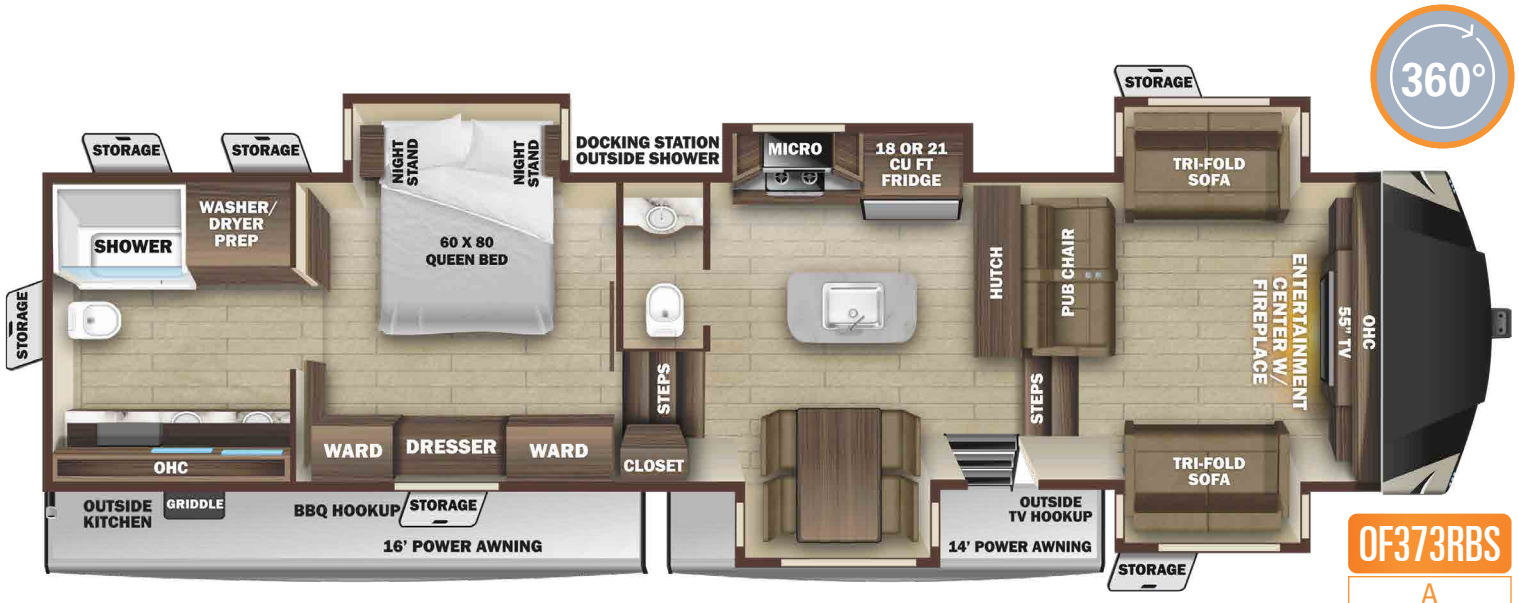 360°
STORAGE
STORAGE
STORAGE
NIGHT
STAND
NIGHT
STAND
DOCKING STATION
OUTSIDE SHOWER
MICRO
18 OR 21
CU FT
FRIDGE
TRI-FOLD
SOFA
WASHER/
DRYER
PREP
SHOWER
60 X 80
QUEEN BED
HUTCH
PUB CHAIR
ENTERTAINMENT
CENTER W/
FIREPLACE
OHC
55" TV
STORAGE
STEPS
STEPS
WARD
DRESSER
WARD
CLOSET
OHC
TRI-FOLD
SOFA
OUTSIDE
KITCHEN
GRIDDLE
BBQ HOOKUP
STORAGE
OUTSIDE
TV HOOKUP
16' POWER AWNING
14' POWER AWNING
STORAGE
OF373RBS
A